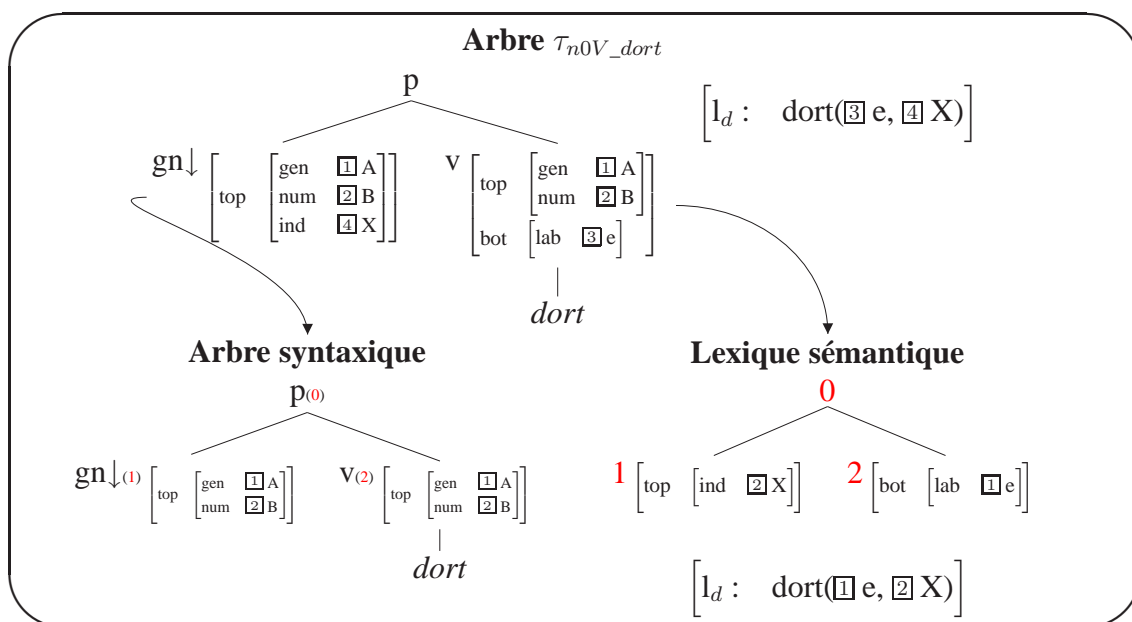 Arbre τn0V_dort
p
[l_d : dort(3 e, 4 X)]
gn↓ [top [gen 1 A
num 2 B
ind 4 X]]
v [top [gen 1 A
num 2 B]
bot [lab 3 e]]
dort
Arbre syntaxique
p(0)
gn↓(1) [top [gen 1 A
num 2 B]]
v(2) [top [gen 1 A
num 2 B]]
dort
Lexique sémantique
0
1 [top [ind 2 X]]
2 [bot [lab 1 e]]
[l_d : dort(1 e, 2 X)]